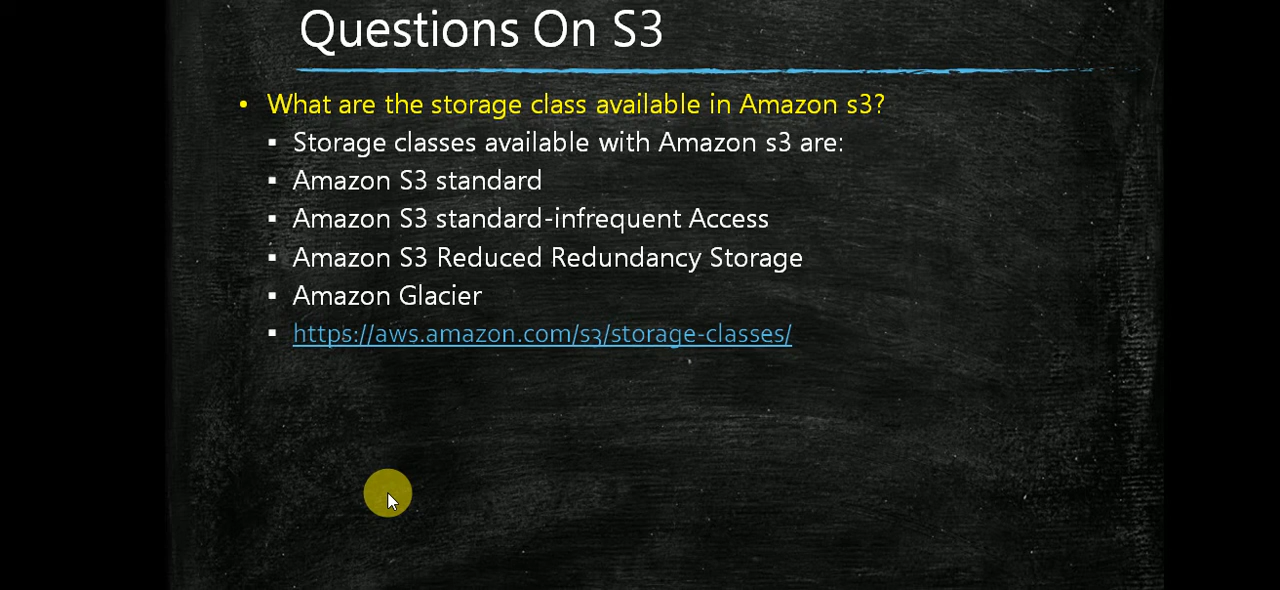 Questions On S3
• What are the storage class available in Amazon s3?
▪ Storage classes available with Amazon s3 are:
▪ Amazon S3 standard
▪ Amazon S3 standard-infrequent Access
▪ Amazon S3 Reduced Redundancy Storage
▪ Amazon Glacier
▪ https://aws.amazon.com/s3/storage-classes/